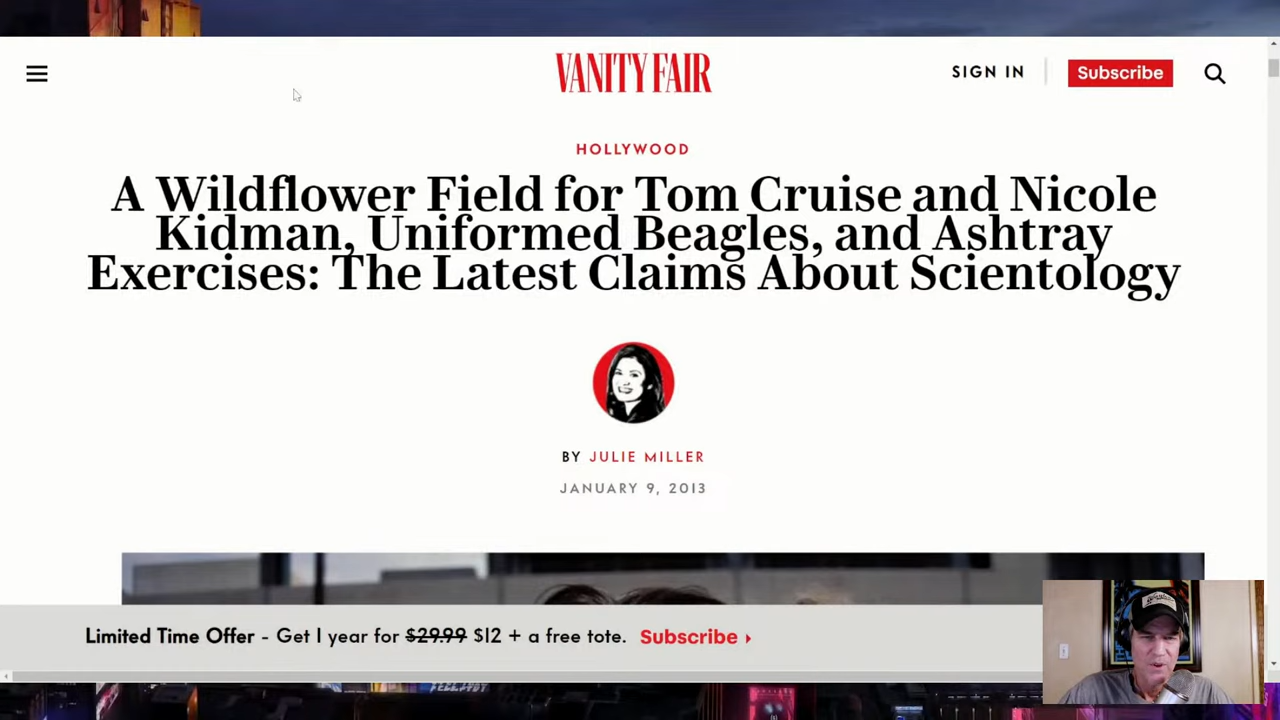 VANITY FAIR
SIGN IN
Subscribe
HOLLYWOOD
A Wildflower Field for Tom Cruise and Nicole
Kidman, Uniformed Beagles, and Ashtray
Exercises: The Latest Claims About Scientology
BY JULIE MILLER
JANUARY 9, 2013
Limited Time Offer - Get 1 year for $29.99 $12 + a free tote. Subscribe